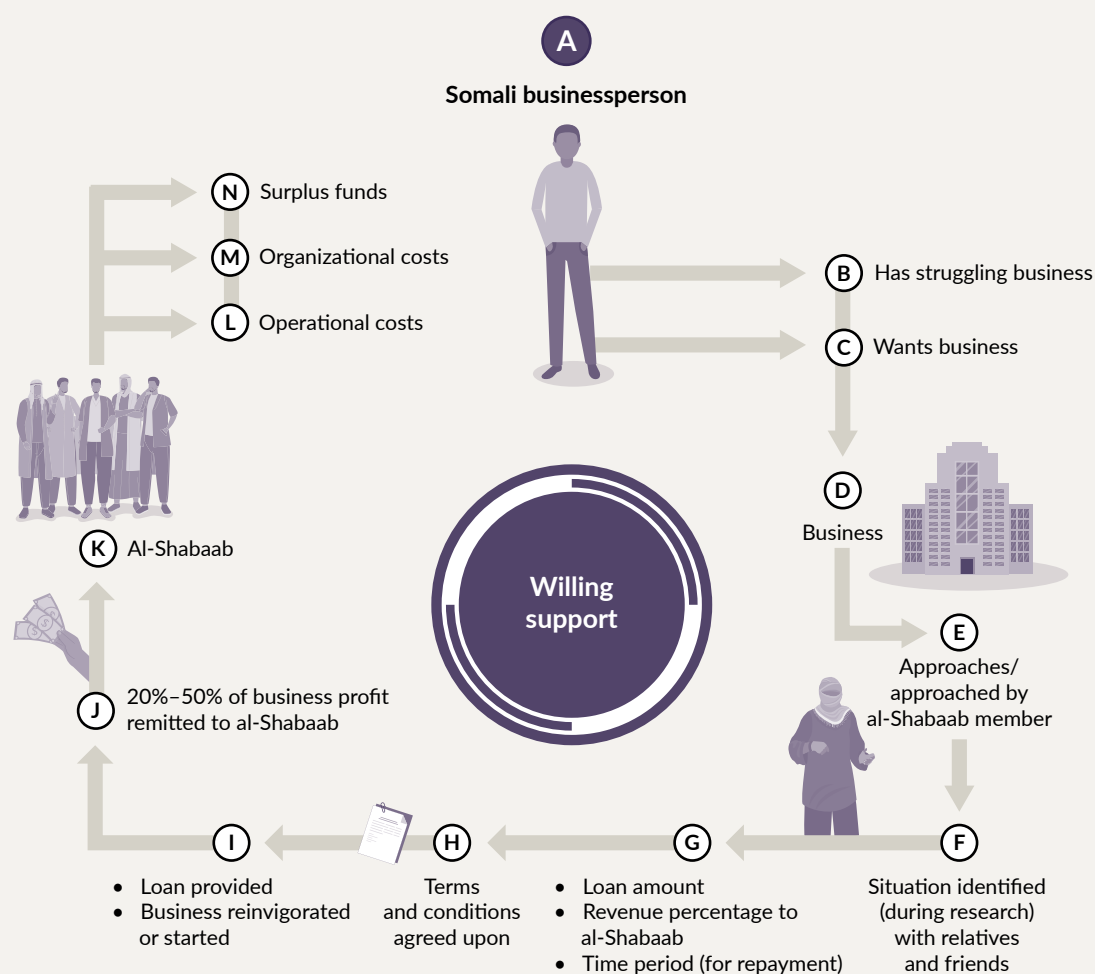 A
Somali businessperson
B Has struggling business
C Wants business
D
Business
E
Approaches/
approached by
al-Shabaab member
F
Situation identified
(during research)
with relatives
and friends
G
• Loan amount
• Revenue percentage to
al-Shabaab
• Time period (for repayment)
H
Terms
and conditions
agreed upon
I
• Loan provided
• Business reinvigorated
or started
J 20%–50% of business profit
remitted to al-Shabaab
K Al-Shabaab
L Operational costs
M Organizational costs
N Surplus funds
Willing
support